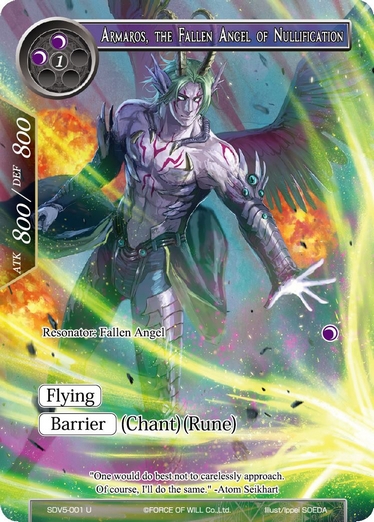 Armaros, the Fallen Angel of Nullification
1
ATK 800 / DEF 800
Resonator: Fallen Angel
Flying
Barrier (Chant) (Rune)
"One would do best not to carelessly approach.
Of course, I'll do the same." -Atom Seikhart
SDV5-001 U ©FORCE OF WILL Co.,Ltd. Illust/Ippei SOEDA